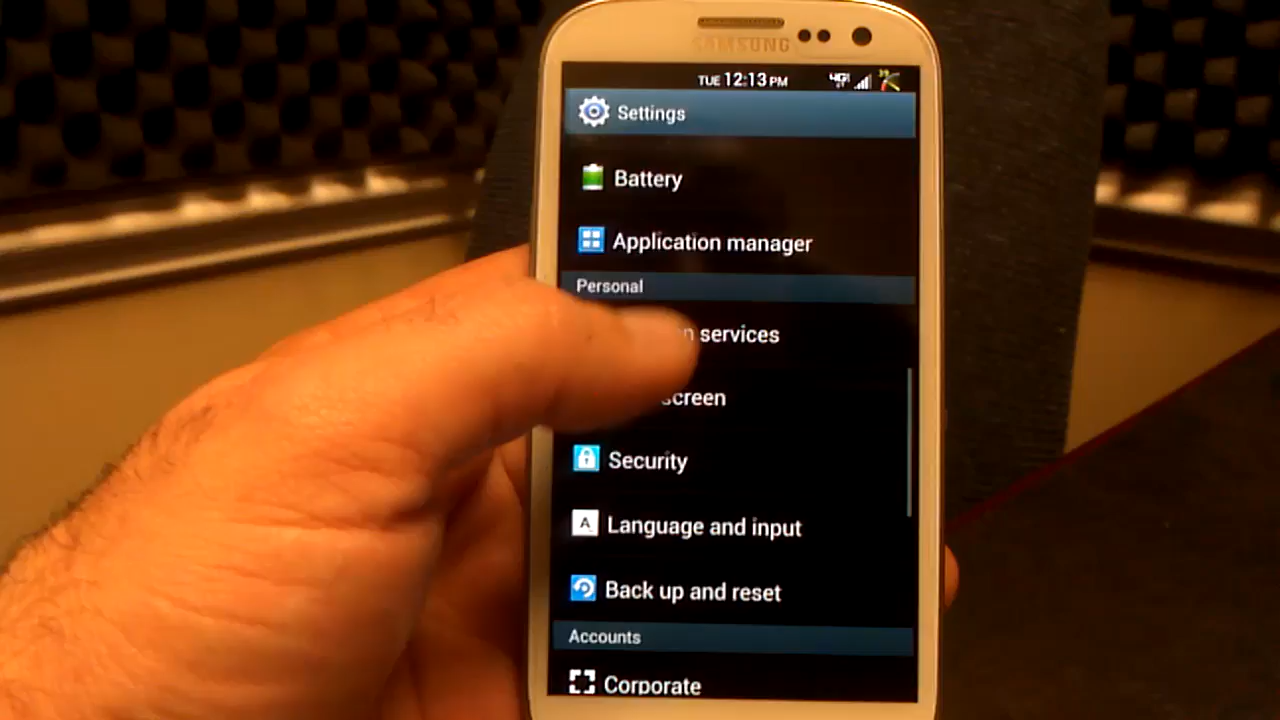 SAMSUNG
TUE 12:13 PM 4G
Settings
Battery
Application manager
Personal
services
screen
Security
A Language and input
Back up and reset
Accounts
Corporate